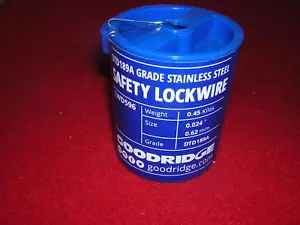 DTD189A GRADE STAINLESS STEEL
SAFETY LOCKWIRE
Weight 0.45 Kilos
Size 0.024"
0.62 mm
Grade DTD189A
GOODRIDGE
goodridge.com